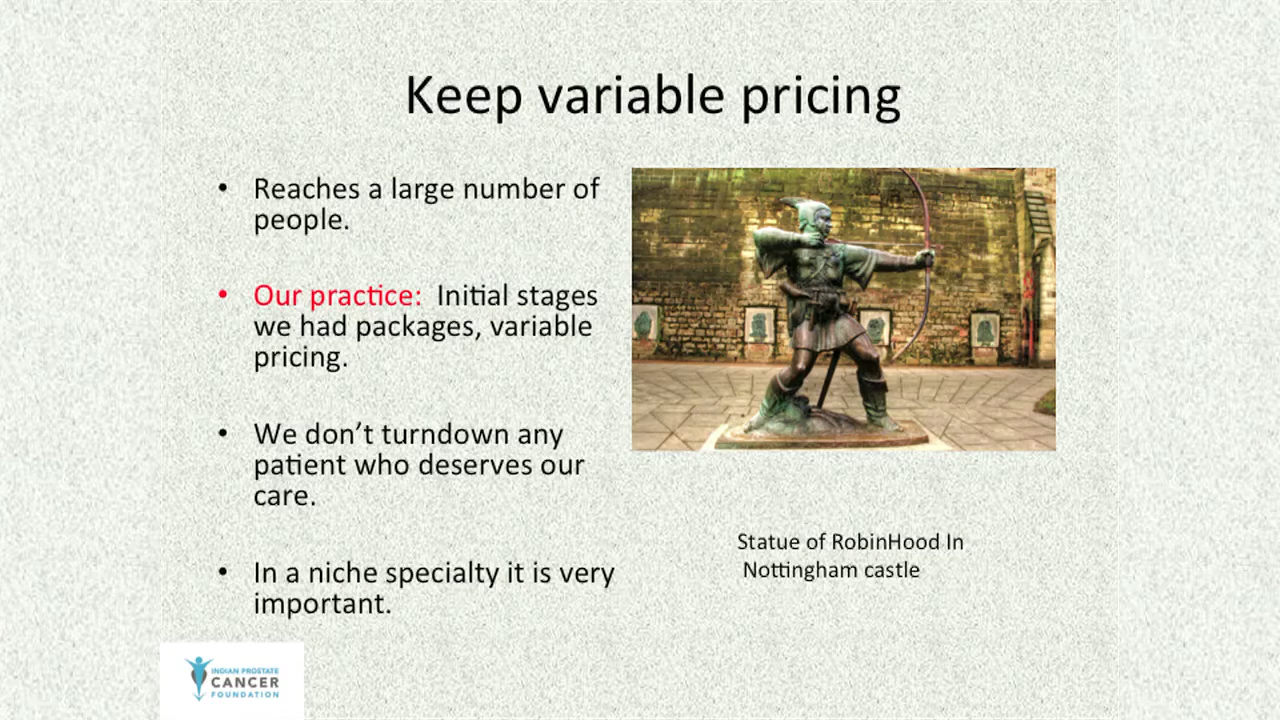 Keep variable pricing
• Reaches a large number of
people.
• Our practice: Initial stages
we had packages, variable
pricing.
• We don’t turndown any
patient who deserves our
care.
• In a niche specialty it is very
important.
Statue of RobinHood In
Nottingham castle
INDIAN PROSTATE
CANCER
FOUNDATION